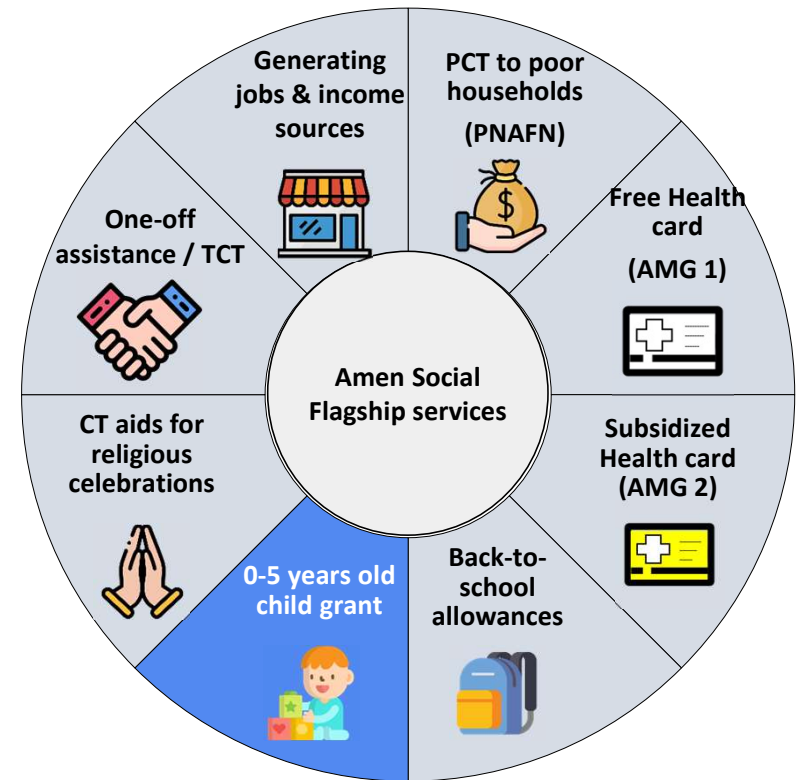 Generating
jobs & income
sources
PCT to poor
households
(PNAFN)
Free Health
card
(AMG 1)
Subsidized
Health card
(AMG 2)
Back-to-
school
allowances
0-5 years old
child grant
CT aids for
religious
celebrations
One-off
assistance / TCT
Amen Social
Flagship services
$